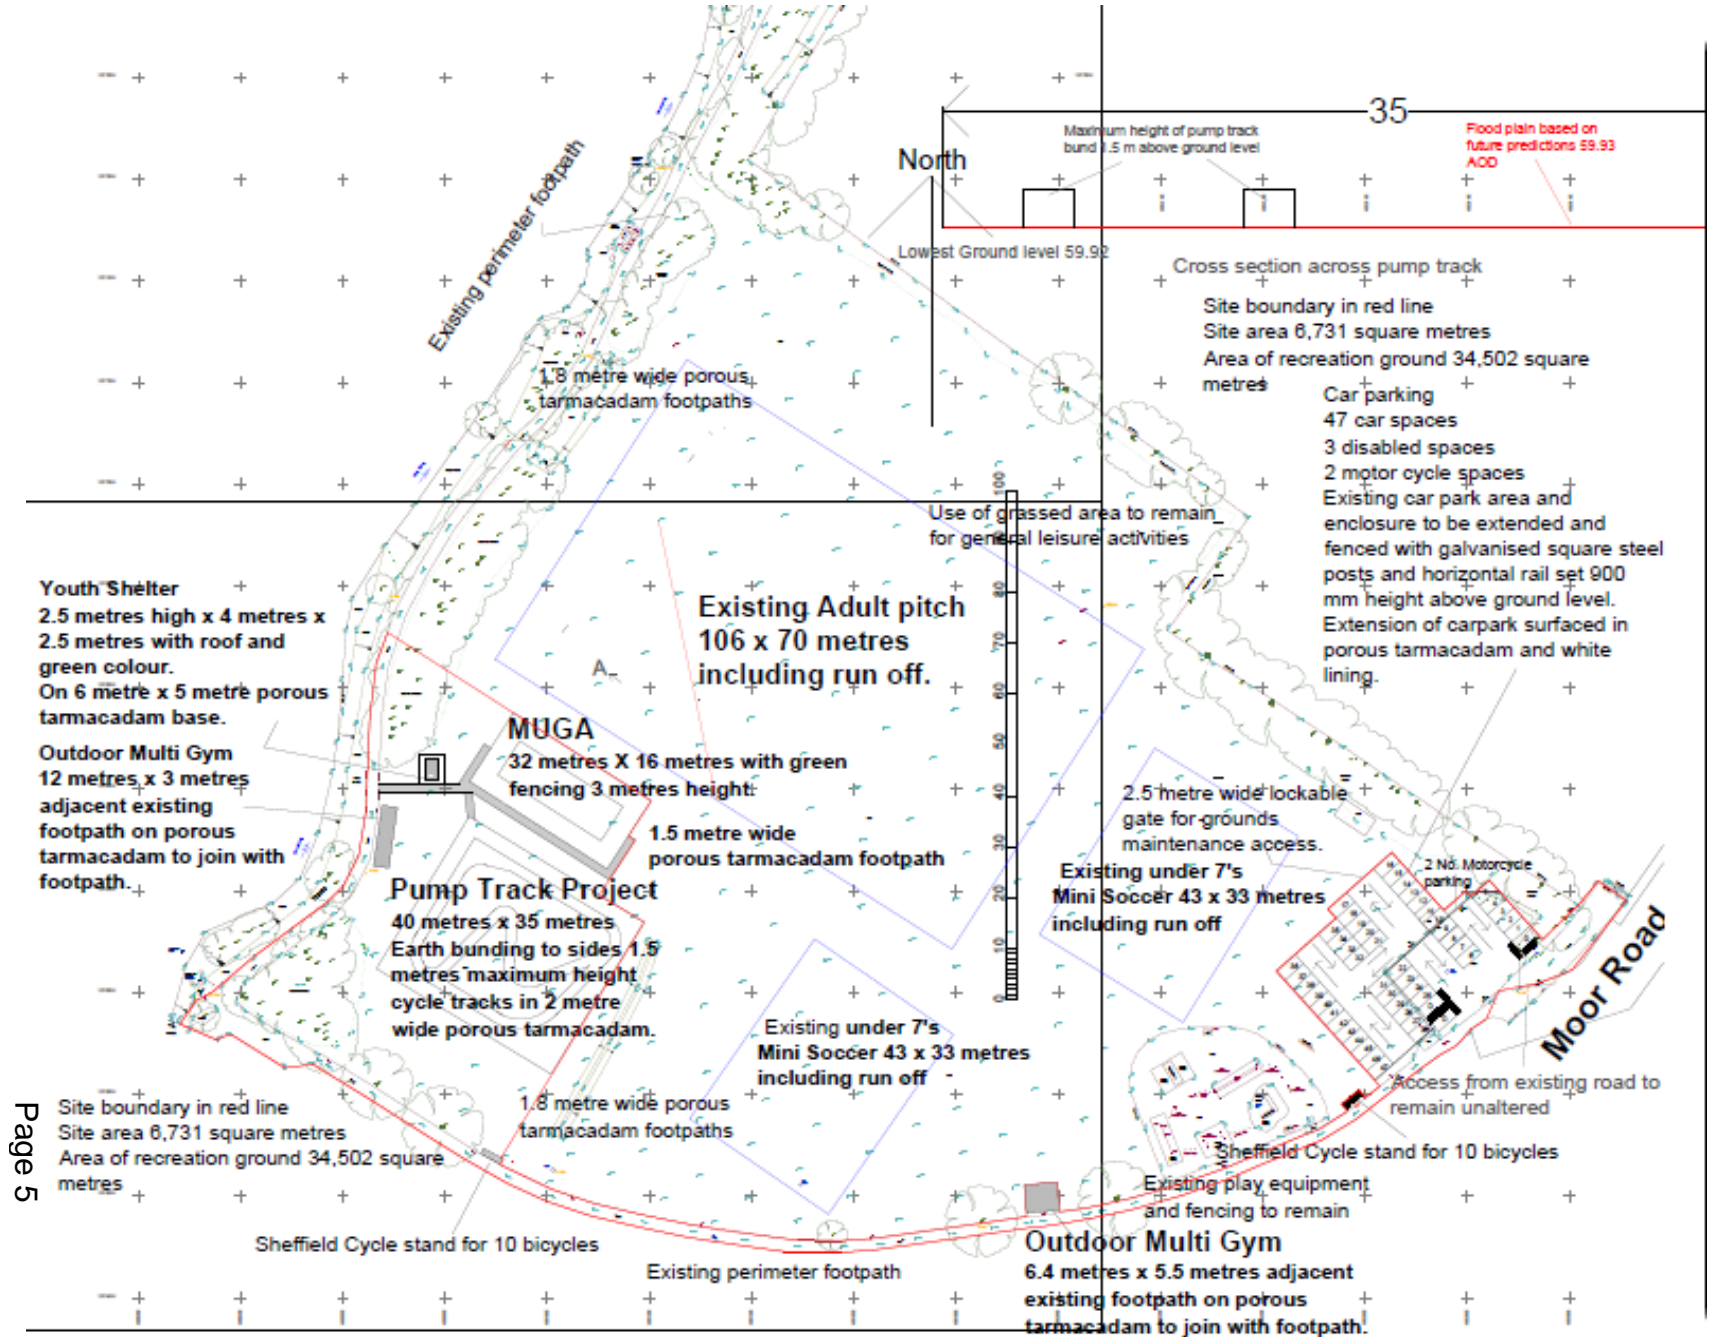 35
Maximum height of pump track
bund 1.5 m above ground level
Flood plain based on
future predictions 59.93
AOD
North
Lowest Ground level 59.92
Cross section across pump track
Existing perimeter footpath
Site boundary in red line
Site area 6,731 square metres
Area of recreation ground 34,502 square
metres
1.8 metre wide porous
tarmacadam footpaths
Car parking
47 car spaces
3 disabled spaces
2 motor cycle spaces
Existing car park area and
enclosure to be extended and
fenced with galvanised square steel
posts and horizontal rail set 900
mm height above ground level.
Extension of carpark surfaced in
porous tarmacadam and white
lining.
Use of grassed area to remain
for general leisure activities
100
80
70
60
50
40
30
20
10
0
Youth Shelter
2.5 metres high x 4 metres x
2.5 metres with roof and
green colour.
On 6 metre x 5 metre porous
tarmacadam base.
Existing Adult pitch
106 x 70 metres
including run off.
A
MUGA
32 metres X 16 metres with green
fencing 3 metres height.
Outdoor Multi Gym
12 metres x 3 metres
adjacent existing
footpath on porous
tarmacadam to join with
footpath.
1.5 metre wide
porous tarmacadam footpath
2.5 metre wide lockable
gate for grounds
maintenance access.
Existing under 7's
Mini Soccer 43 x 33 metres
including run off
2 No. Motorcycle
parking
Pump Track Project
40 metres x 35 metres
Earth bunding to sides 1.5
metres maximum height
cycle tracks in 2 metre
wide porous tarmacadam.
Moor Road
Existing under 7's
Mini Soccer 43 x 33 metres
including run off
Access from existing road to
remain unaltered
1.8 metre wide porous
tarmacadam footpaths
Site boundary in red line
Site area 6,731 square metres
Area of recreation ground 34,502 square
metres
Sheffield Cycle stand for 10 bicycles
Existing play equipment
and fencing to remain
Sheffield Cycle stand for 10 bicycles
Existing perimeter footpath
Outdoor Multi Gym
6.4 metres x 5.5 metres adjacent
existing footpath on porous
tarmacadam to join with footpath.
Page 5